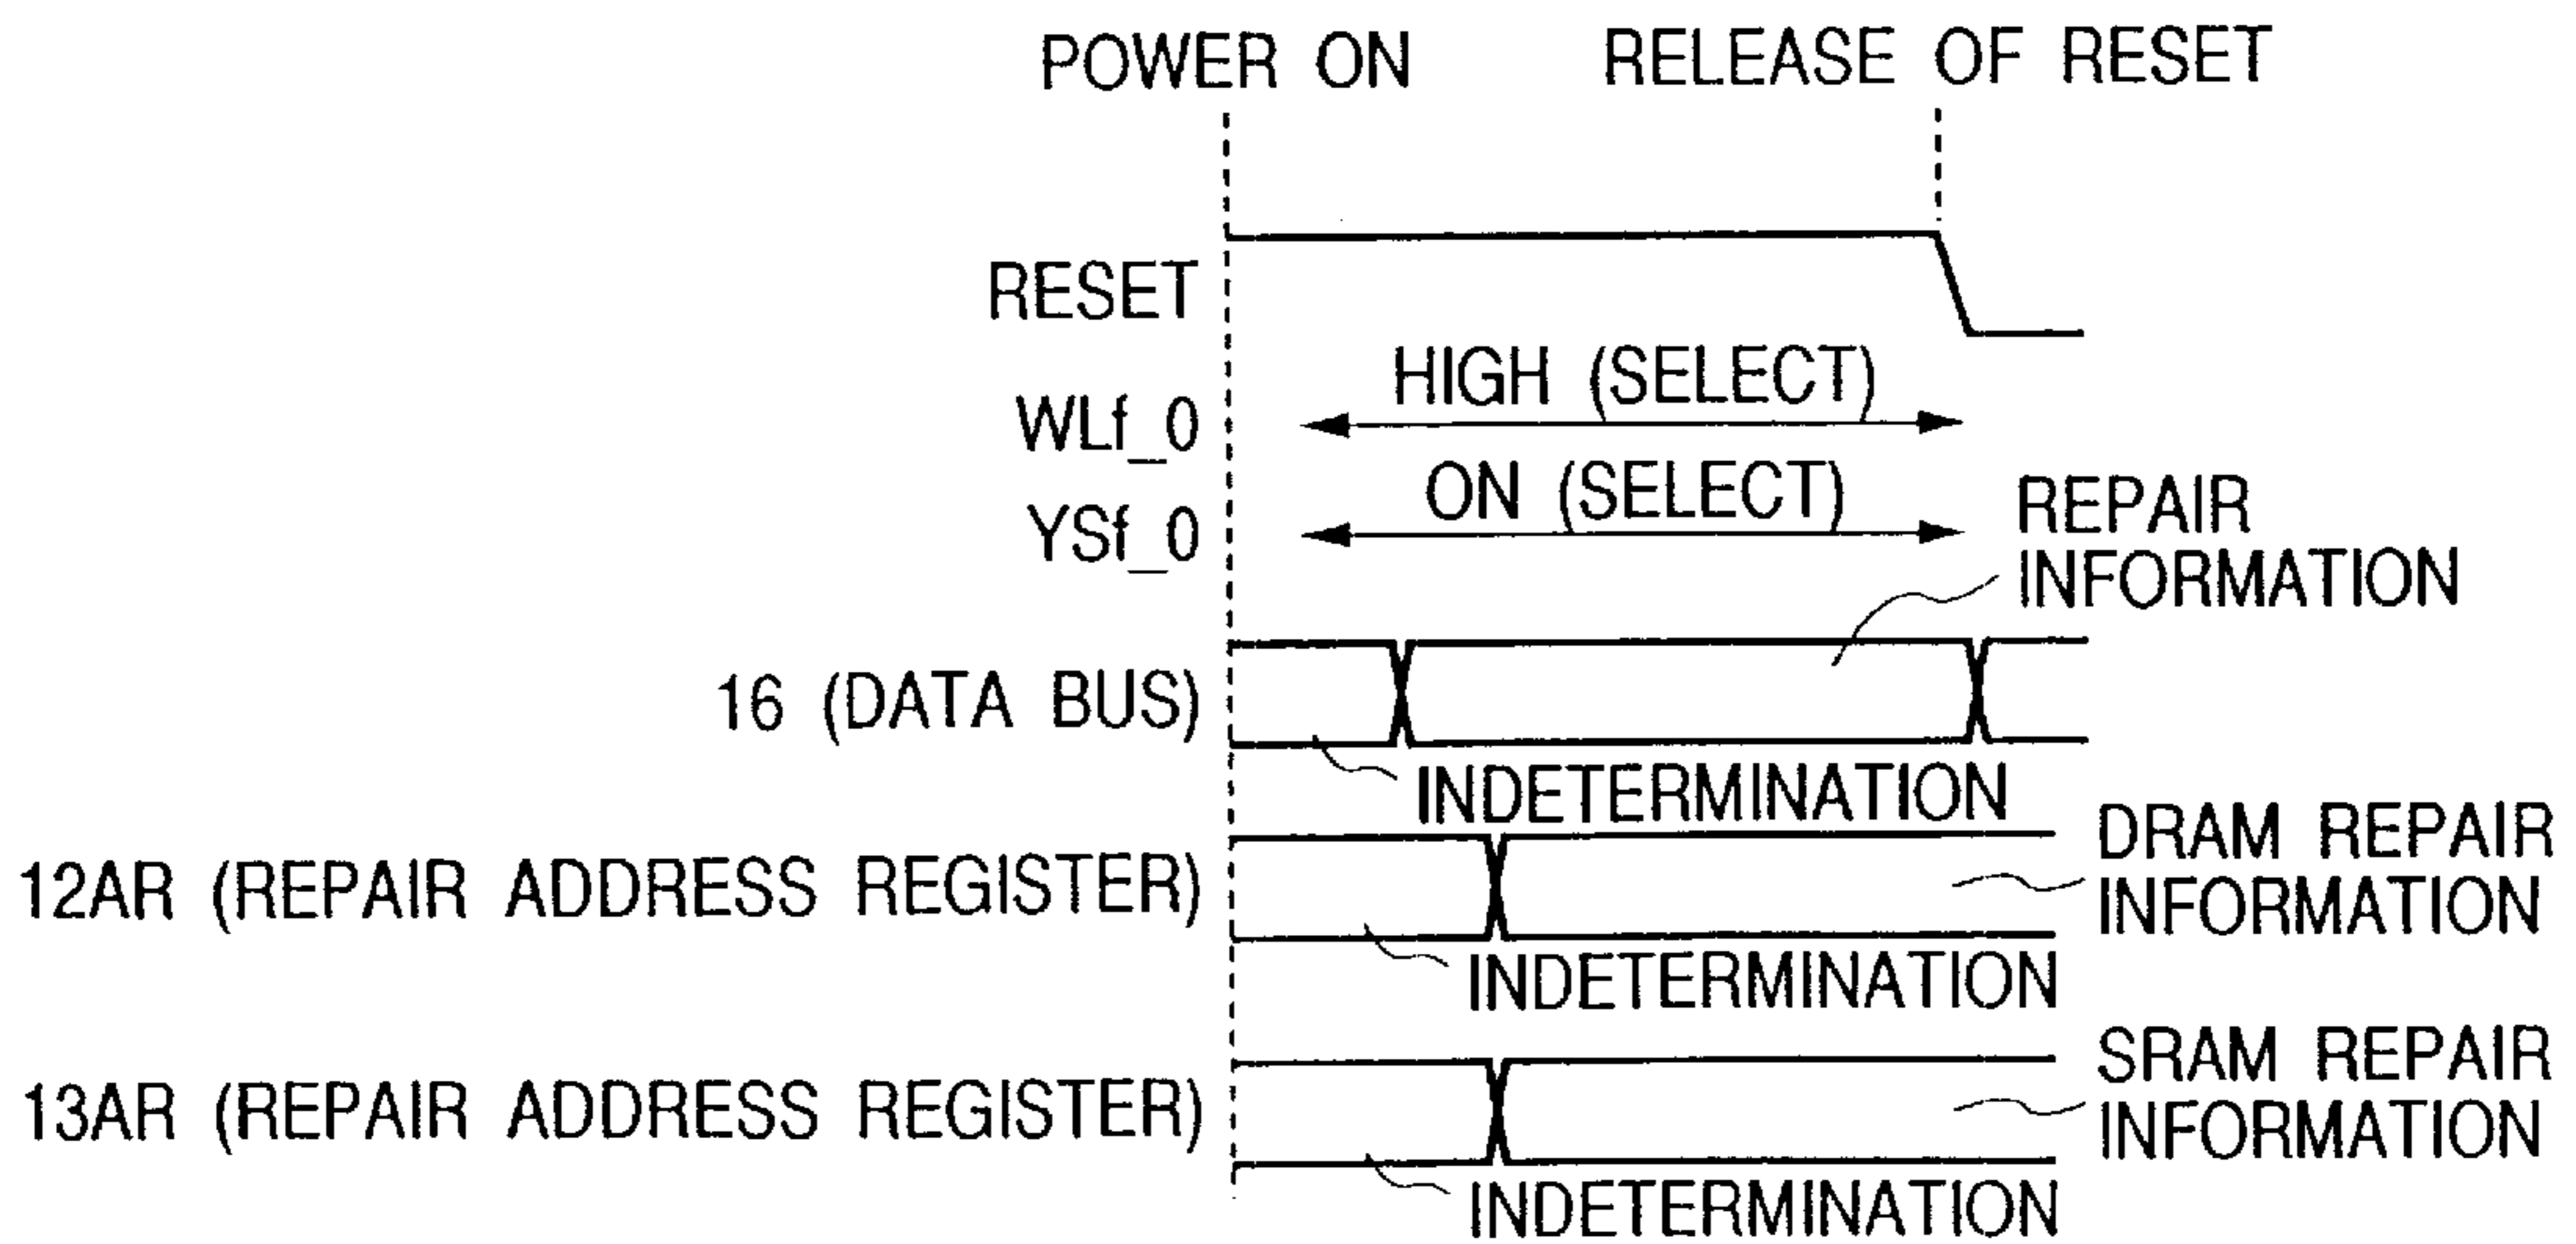 POWER ON
RELEASE OF RESET
RESET
HIGH (SELECT)
WLf_0
ON (SELECT)
YSf_0
REPAIR
INFORMATION
16 (DATA BUS)
INDETERMINATION
12AR (REPAIR ADDRESS REGISTER)
DRAM REPAIR
INFORMATION
INDETERMINATION
13AR (REPAIR ADDRESS REGISTER)
SRAM REPAIR
INFORMATION
INDETERMINATION